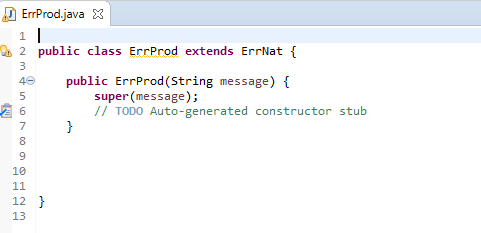 ErrProd.java
1
2 public class ErrProd extends ErrNat {
3
4 public ErrProd(String message) {
5 super(message);
6 // TODO Auto-generated constructor stub
7 }
8
9
10
11
12 }
13